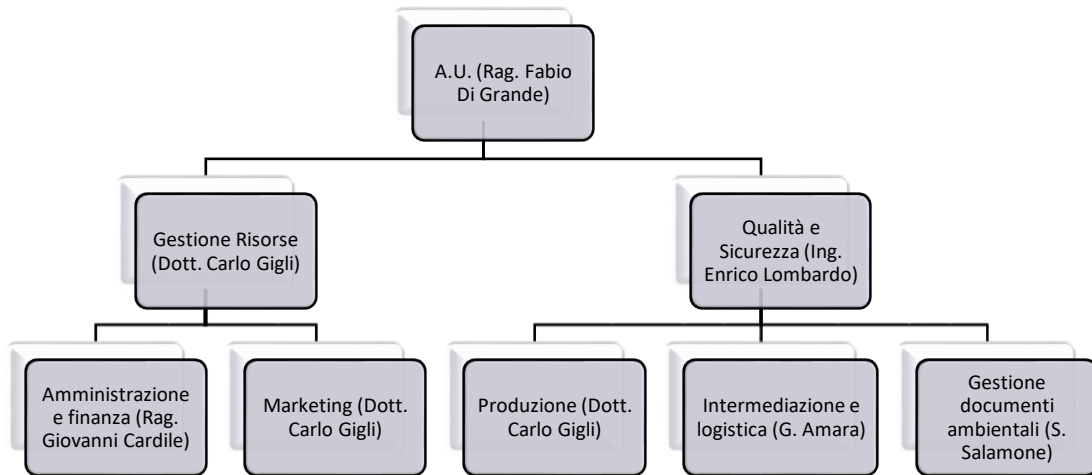 A.U. (Rag. Fabio
Di Grande)
Gestione Risorse
(Dott. Carlo Gigli)
Qualità e
Sicurezza (Ing.
Enrico Lombardo)
Amministrazione
e finanza (Rag.
Giovanni Cardile)
Marketing (Dott.
Carlo Gigli)
Produzione (Dott.
Carlo Gigli)
Intermediazione e
logistica (G. Amara)
Gestione
documenti
ambientali (S.
Salamone)